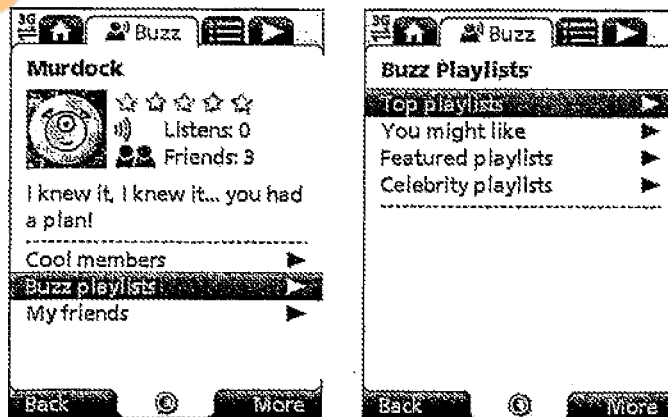 3G
Buzz
Murdock
Listens: 0
Friends: 3
I knew it, I knew it... you had
a plan!
Cool members
Buzz playlists
My friends
Back
More
3G
Buzz
Buzz Playlists
Top playlists
You might like
Featured playlists
Celebrity playlists
Back
More